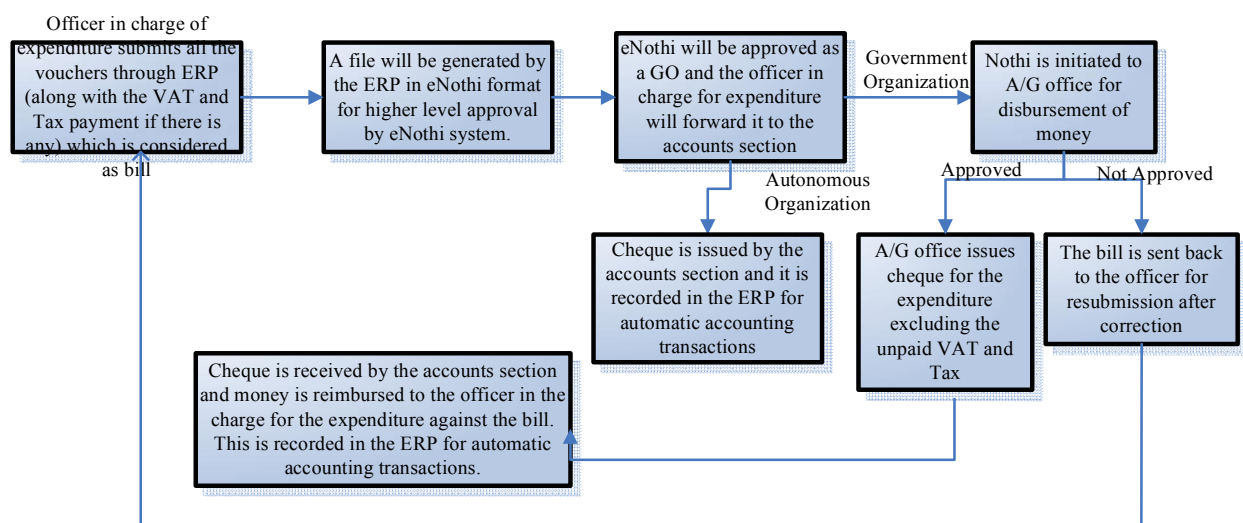 Officer in charge of
expenditure submits all the
vouchers through ERP
(along with the VAT and
Tax payment if there is
any) which is considered
as bill
A file will be generated by
the ERP in eNothi format
for higher level approval
by eNothi system.
eNothi will be approved as
a GO and the officer in
charge for expenditure
will forward it to the
accounts section
Government
Organization
Nothi is initiated to
A/G office for
disbursement of
money
Autonomous
Organization
Approved
Not Approved
Cheque is issued by the
accounts section and it is
recorded in the ERP for
automatic accounting
transactions
A/G office issues
cheque for the
expenditure
excluding the
unpaid VAT and
Tax
The bill is sent back
to the officer for
resubmission after
correction
Cheque is received by the accounts section
and money is reimbursed to the officer in the
charge for the expenditure against the bill.
This is recorded in the ERP for automatic
accounting transactions.